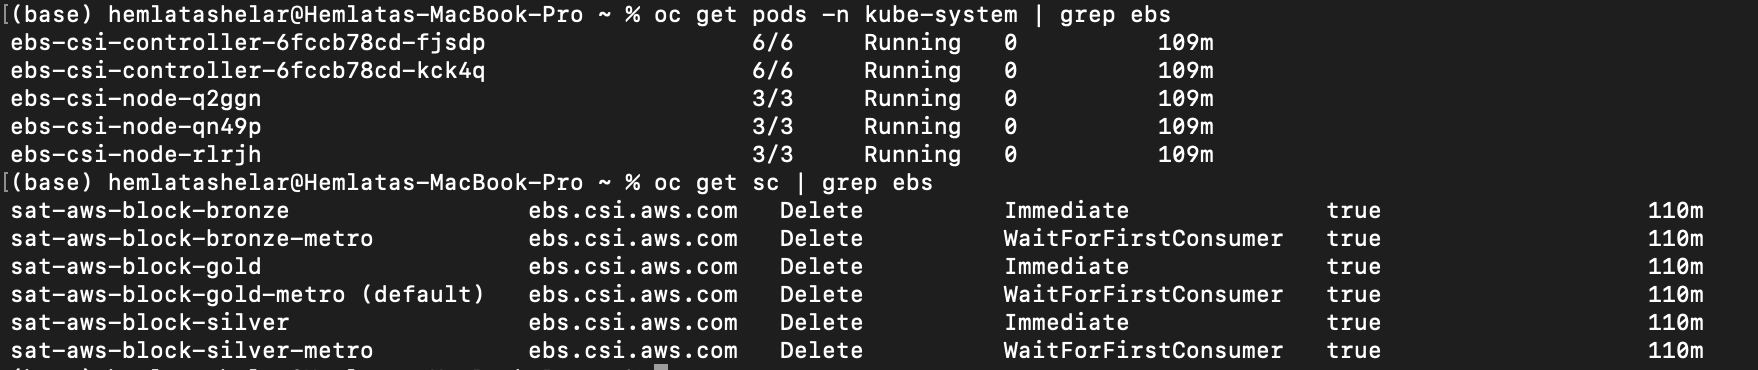 [(base) hemlatashelar@Hemlatas-MacBook-Pro ~ % oc get pods -n kube-system | grep ebs
ebs-csi-controller-6fccb78cd-fjsdp 6/6 Running 0 109m
ebs-csi-controller-6fccb78cd-kck4q 6/6 Running 0 109m
ebs-csi-node-q2ggn 3/3 Running 0 109m
ebs-csi-node-qn49p 3/3 Running 0 109m
ebs-csi-node-rlrjh 3/3 Running 0 109m
[(base) hemlatashelar@Hemlatas-MacBook-Pro ~ % oc get sc | grep ebs
sat-aws-block-bronze ebs.csi.aws.com Delete Immediate true 110m
sat-aws-block-bronze-metro ebs.csi.aws.com Delete WaitForFirstConsumer true 110m
sat-aws-block-gold ebs.csi.aws.com Delete Immediate true 110m
sat-aws-block-gold-metro (default) ebs.csi.aws.com Delete WaitForFirstConsumer true 110m
sat-aws-block-silver ebs.csi.aws.com Delete Immediate true 110m
sat-aws-block-silver-metro ebs.csi.aws.com Delete WaitForFirstConsumer true 110m